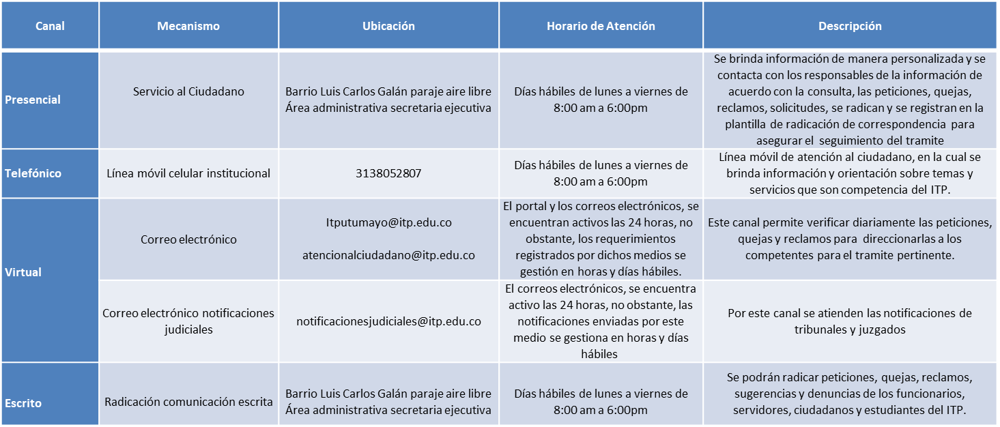 Canal
Mecanismo
Ubicación
Horario de Atención
Descripción
Presencial
Servicio al Ciudadano
Barrio Luis Carlos Galán paraje aire libre
Área administrativa secretaria ejecutiva
Días hábiles de lunes a viernes de
8:00 am a 6:00pm
Se brinda información de manera personalizada y se
contacta con los responsables de la información de
acuerdo con la consulta, las peticiones, quejas,
reclamos, solicitudes, se radican y se registran en la
plantilla de radicación de correspondencia para
asegurar el seguimiento del tramite
Telefónico
Línea móvil celular institucional
3138052807
Días hábiles de lunes a viernes de
8:00 am a 6:00pm
Línea móvil de atención al ciudadano, en la cual se
brinda información y orientación sobre temas y
servicios que son competencia del ITP.
Virtual
Correo electrónico
Itputumayo@itp.edu.co
atencionalciudadano@itp.edu.co
El portal y los correos electrónicos, se
encuentran activos las 24 horas, no
obstante, los requerimientos
registrados por dichos medios se
gestión en horas y días hábiles.
Este canal permite verificar diariamente las peticiones,
quejas y reclamos para direccionarlas a los
competentes para el tramite pertinente.
Correo electrónico notificaciones
judiciales
notificacionesjudiciales@itp.edu.co
El correos electrónicos, se encuentra
activo las 24 horas, no obstante, las
notificaciones enviadas por este
medio se gestiona en horas y días
hábiles
Por este canal se atienden las notificaciones de
tribunales y juzgados
Escrito
Radicación comunicación escrita
Barrio Luis Carlos Galán paraje aire libre
Área administrativa secretaria ejecutiva
Días hábiles de lunes a viernes de
8:00 am a 6:00pm
Se podrán radicar peticiones, quejas, reclamos,
sugerencias y denuncias de los funcionarios,
servidores, ciudadanos y estudiantes del ITP.